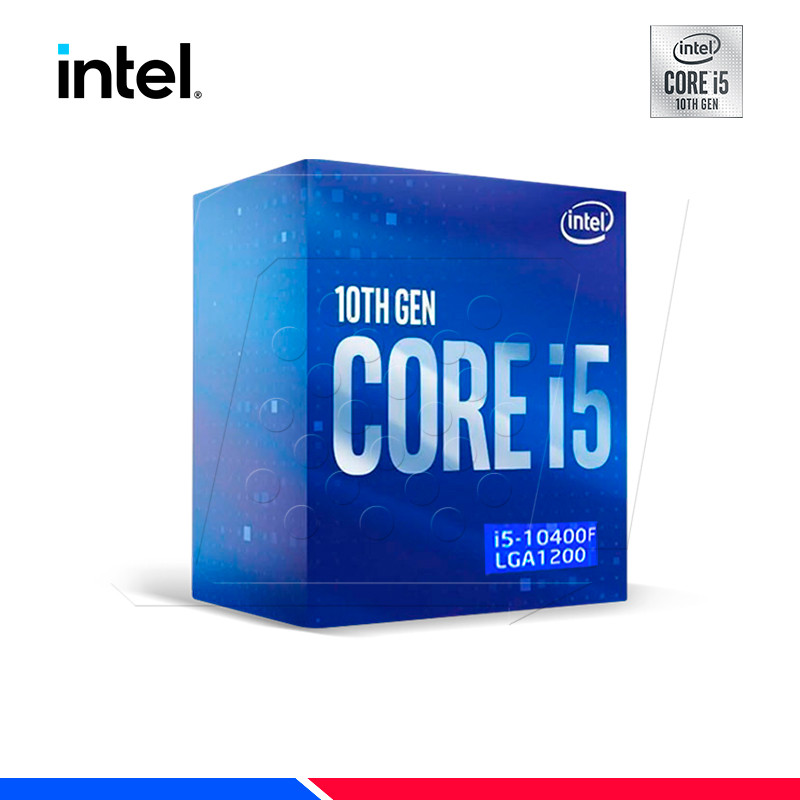 intel®
intel
CORE i5
10TH GEN
intel
10TH GEN
CORE i5
i5-10400F
LGA1200